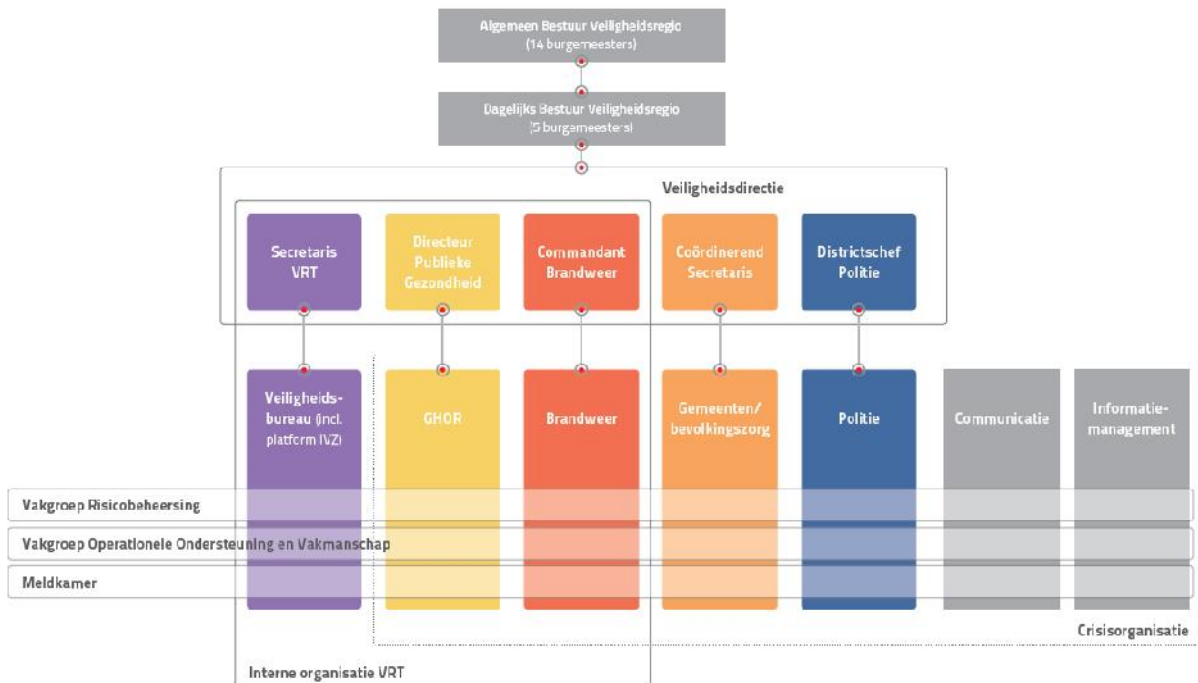 Algemeen Bestuur Veiligheidsregio
(14 burgemeesters)
Dagelijks Bestuur Veiligheidsregio
(5 burgemeesters)
Veiligheidsdirectie
Secretaris
VRT
Directeur
Publieke
Gezondheid
Commandant
Brandweer
Coördinerend
Secretaris
Districtschef
Politie
Veiligheids-
bureau (incl.
platform IVZ)
GHOR
Brandweer
Gemeenten/
bevolkingszorg
Politie
Communicatie
Informatie-
management
Vakgroep Risicobeheersing
Vakgroep Operationele Ondersteuning en Vakmanschap
Meldkamer
Crisisorganisatie
Interne organisatie VRT